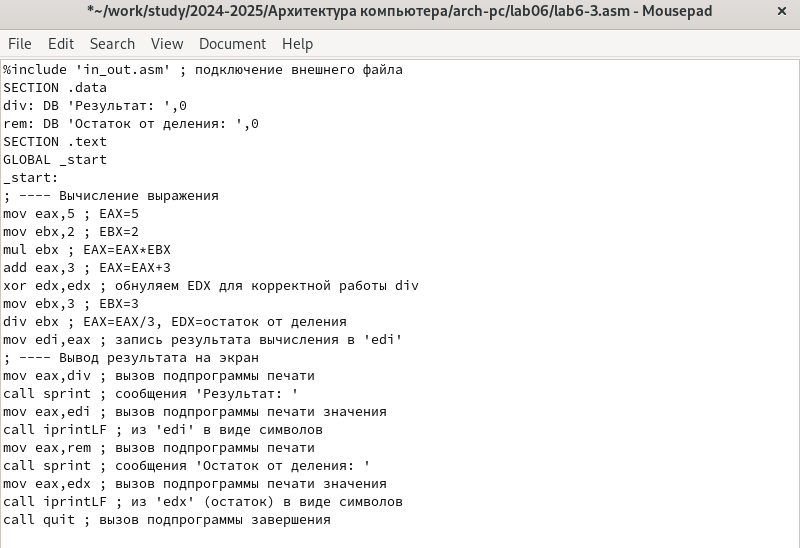 *~/work/study/2024-2025/Архитектура компьютера/arch-pc/lab06/lab6-3.asm - Mousepad
File Edit Search View Document Help
%include 'in_out.asm' ; подключение внешнего файла
SECTION .data
div: DB 'Результат: ',0
rem: DB 'Остаток от деления: ',0
SECTION .text
GLOBAL _start
_start:
; ---- Вычисление выражения
mov eax,5 ; EAX=5
mov ebx,2 ; EBX=2
mul ebx ; EAX=EAX*EBX
add eax,3 ; EAX=EAX+3
xor edx,edx ; обнуляем EDX для корректной работы div
mov ebx,3 ; EBX=3
div ebx ; EAX=EAX/3, EDX=остаток от деления
mov edi,eax ; запись результата вычисления в 'edi'
; ---- Вывод результата на экран
mov eax,div ; вызов подпрограммы печати
call sprint ; сообщения 'Результат: '
mov eax,edi ; вызов подпрограммы печати значения
call iprintLF ; из 'edi' в виде символов
mov eax,rem ; вызов подпрограммы печати
call sprint ; сообщения 'Остаток от деления: '
mov eax,edx ; вызов подпрограммы печати значения
call iprintLF ; из 'edx' (остаток) в виде символов
call quit ; вызов подпрограммы завершения